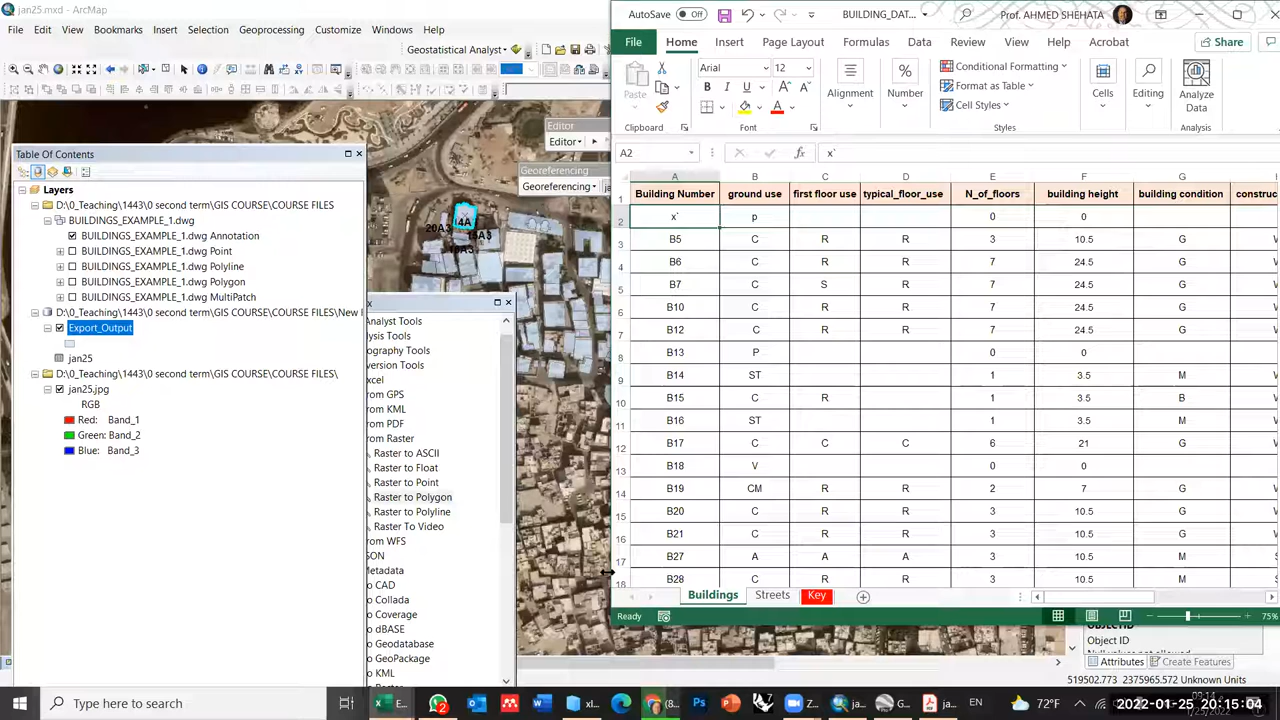 jan25.mxd - ArcMap
File Edit View Bookmarks Insert Selection Geoprocessing Customize Windows Help
Geostatistical Analyst
Editor
Editor
Georeferencing
Georeferencing
Table Of Contents
Layers
D:\0_Teaching\1443\0 second term\GIS COURSE\COURSE FILES
BUILDINGS_EXAMPLE_1.dwg
BUILDINGS_EXAMPLE_1.dwg Annotation
BUILDINGS_EXAMPLE_1.dwg Point
BUILDINGS_EXAMPLE_1.dwg Polyline
BUILDINGS_EXAMPLE_1.dwg Polygon
BUILDINGS_EXAMPLE_1.dwg MultiPatch
D:\0_Teaching\1443\0 second term\GIS COURSE\COURSE FILES\New
Export_Output
jan25
D:\0_Teaching\1443\0 second term\GIS COURSE\COURSE FILES\
jan25.jpg
RGB
Red: Band_1
Green: Band_2
Blue: Band_3
Analyst Tools
ysis Tools
ography Tools
version Tools
xcel
rom GPS
rom KML
rom PDF
rom Raster
Raster to ASCII
Raster to Float
Raster to Point
Raster to Polygon
Raster to Polyline
Raster To Video
rom WFS
SON
Metadata
o CAD
o Collada
o Coverage
o dBASE
o Geodatabase
o GeoPackage
o KML
AutoSave Off BUILDING_DAT... Prof. AHMED SHEHATA
File Home Insert Page Layout Formulas Data Review View Help Acrobat Share
Paste
Arial 12
B I U
Alignment
Number
Conditional Formatting
Format as Table
Cell Styles
Cells
Editing
Analyze Data
Clipboard Font Styles Analysis
A2 fx x`
A B C D E F G
1 Building Number ground use first floor use typical_floor_use N_of_floors building height building condition construc
2 x` p 0 0
3 B5 C R R 3 10.5 G
4 B6 C R R 7 24.5 G
5 B7 C S R 7 24.5 G
6 B10 C R R 7 24.5 G
7 B12 C R R 7 24.5 G
8 B13 P 0 0
9 B14 ST 1 3.5 M
10 B15 C R 1 3.5 B
11 B16 ST 1 3.5 M
12 B17 C C C 6 21 G
13 B18 V 0 0
14 B19 CM R R 2 7 G
15 B20 C R R 3 10.5 G
16 B21 C R R 3 10.5 G
17 B27 A A A 3 10.5 M
18 B28 C R R 3 10.5 M
Buildings Streets Key
Ready 75%
Object ID
Null values not allowed
Attributes Create Features
519502.773 2375965.512 Unknown Units
Type here to search
E...
2
Un...
xl...
(8...
Z...
ja...
G...
J...
72°F
2022-01-25 20:15:04